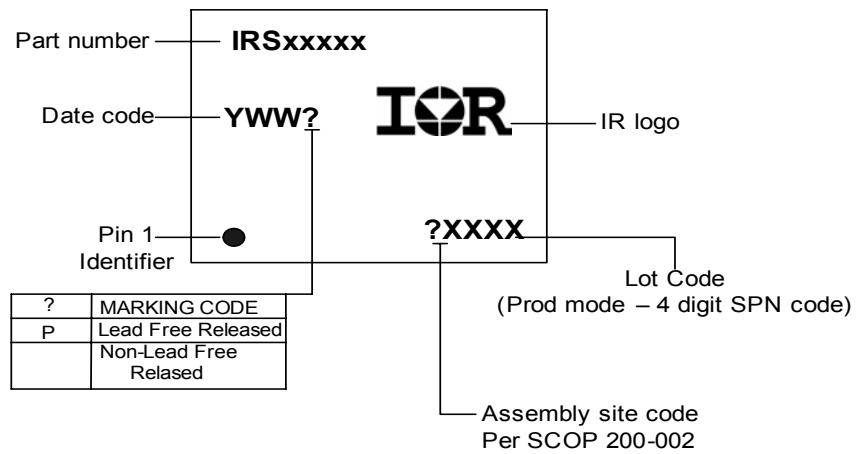 Part number
IRSxxxxx
Date code
YWW?
IOR
IR logo
Pin 1
Identifier
?XXXX
Lot Code
(Prod mode – 4 digit SPN code)
? MARKING CODE
P Lead Free Released
Non-Lead Free
Relased
Assembly site code
Per SCOP 200-002